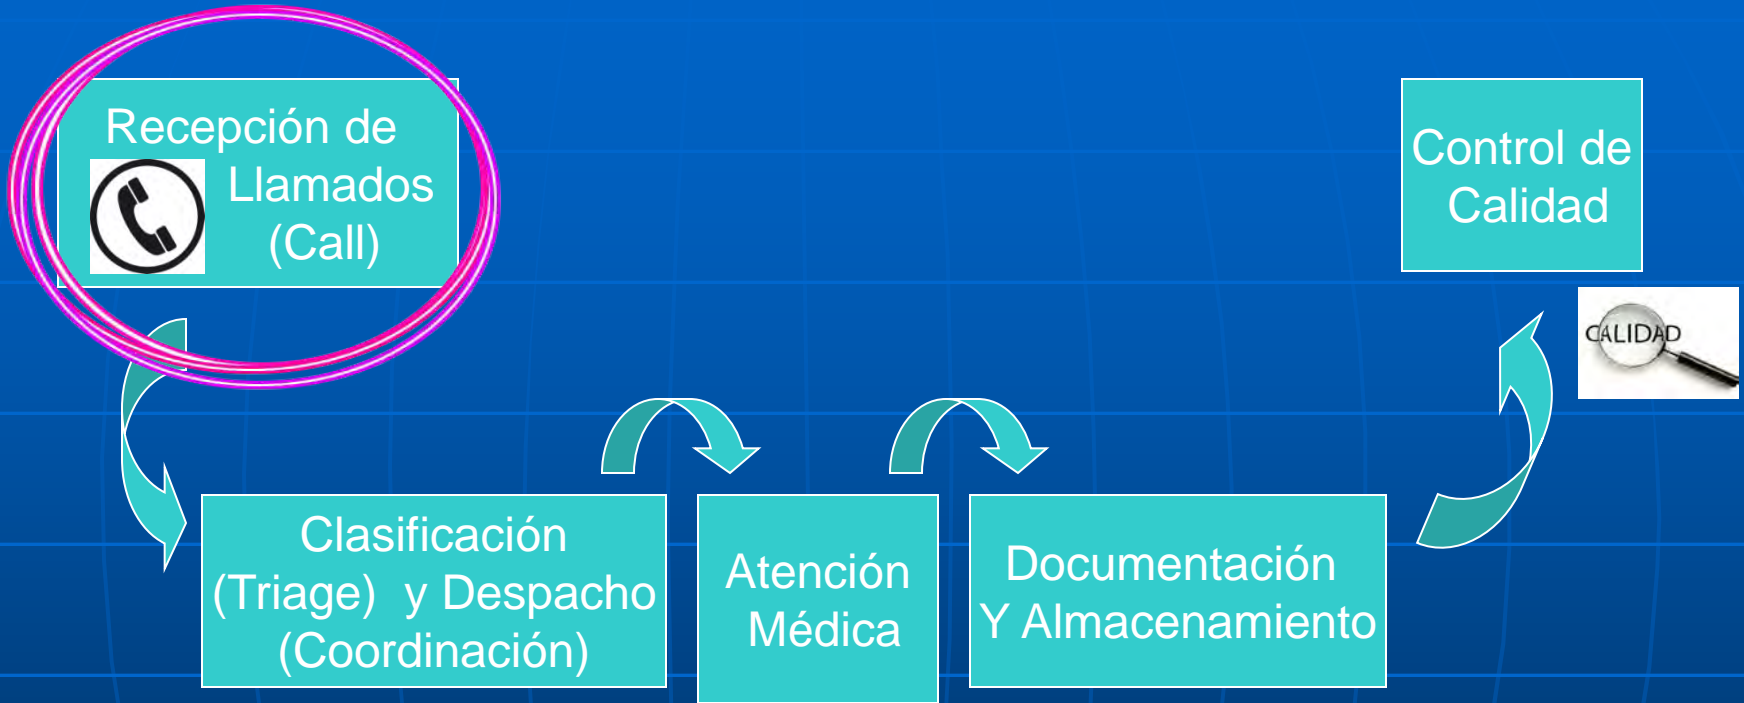 Recepción de
Llamados
(Call)
Clasificación
(Triage) y Despacho
(Coordinación)
Atención
Médica
Documentación
Y Almacenamiento
Control de
Calidad
CALIDAD